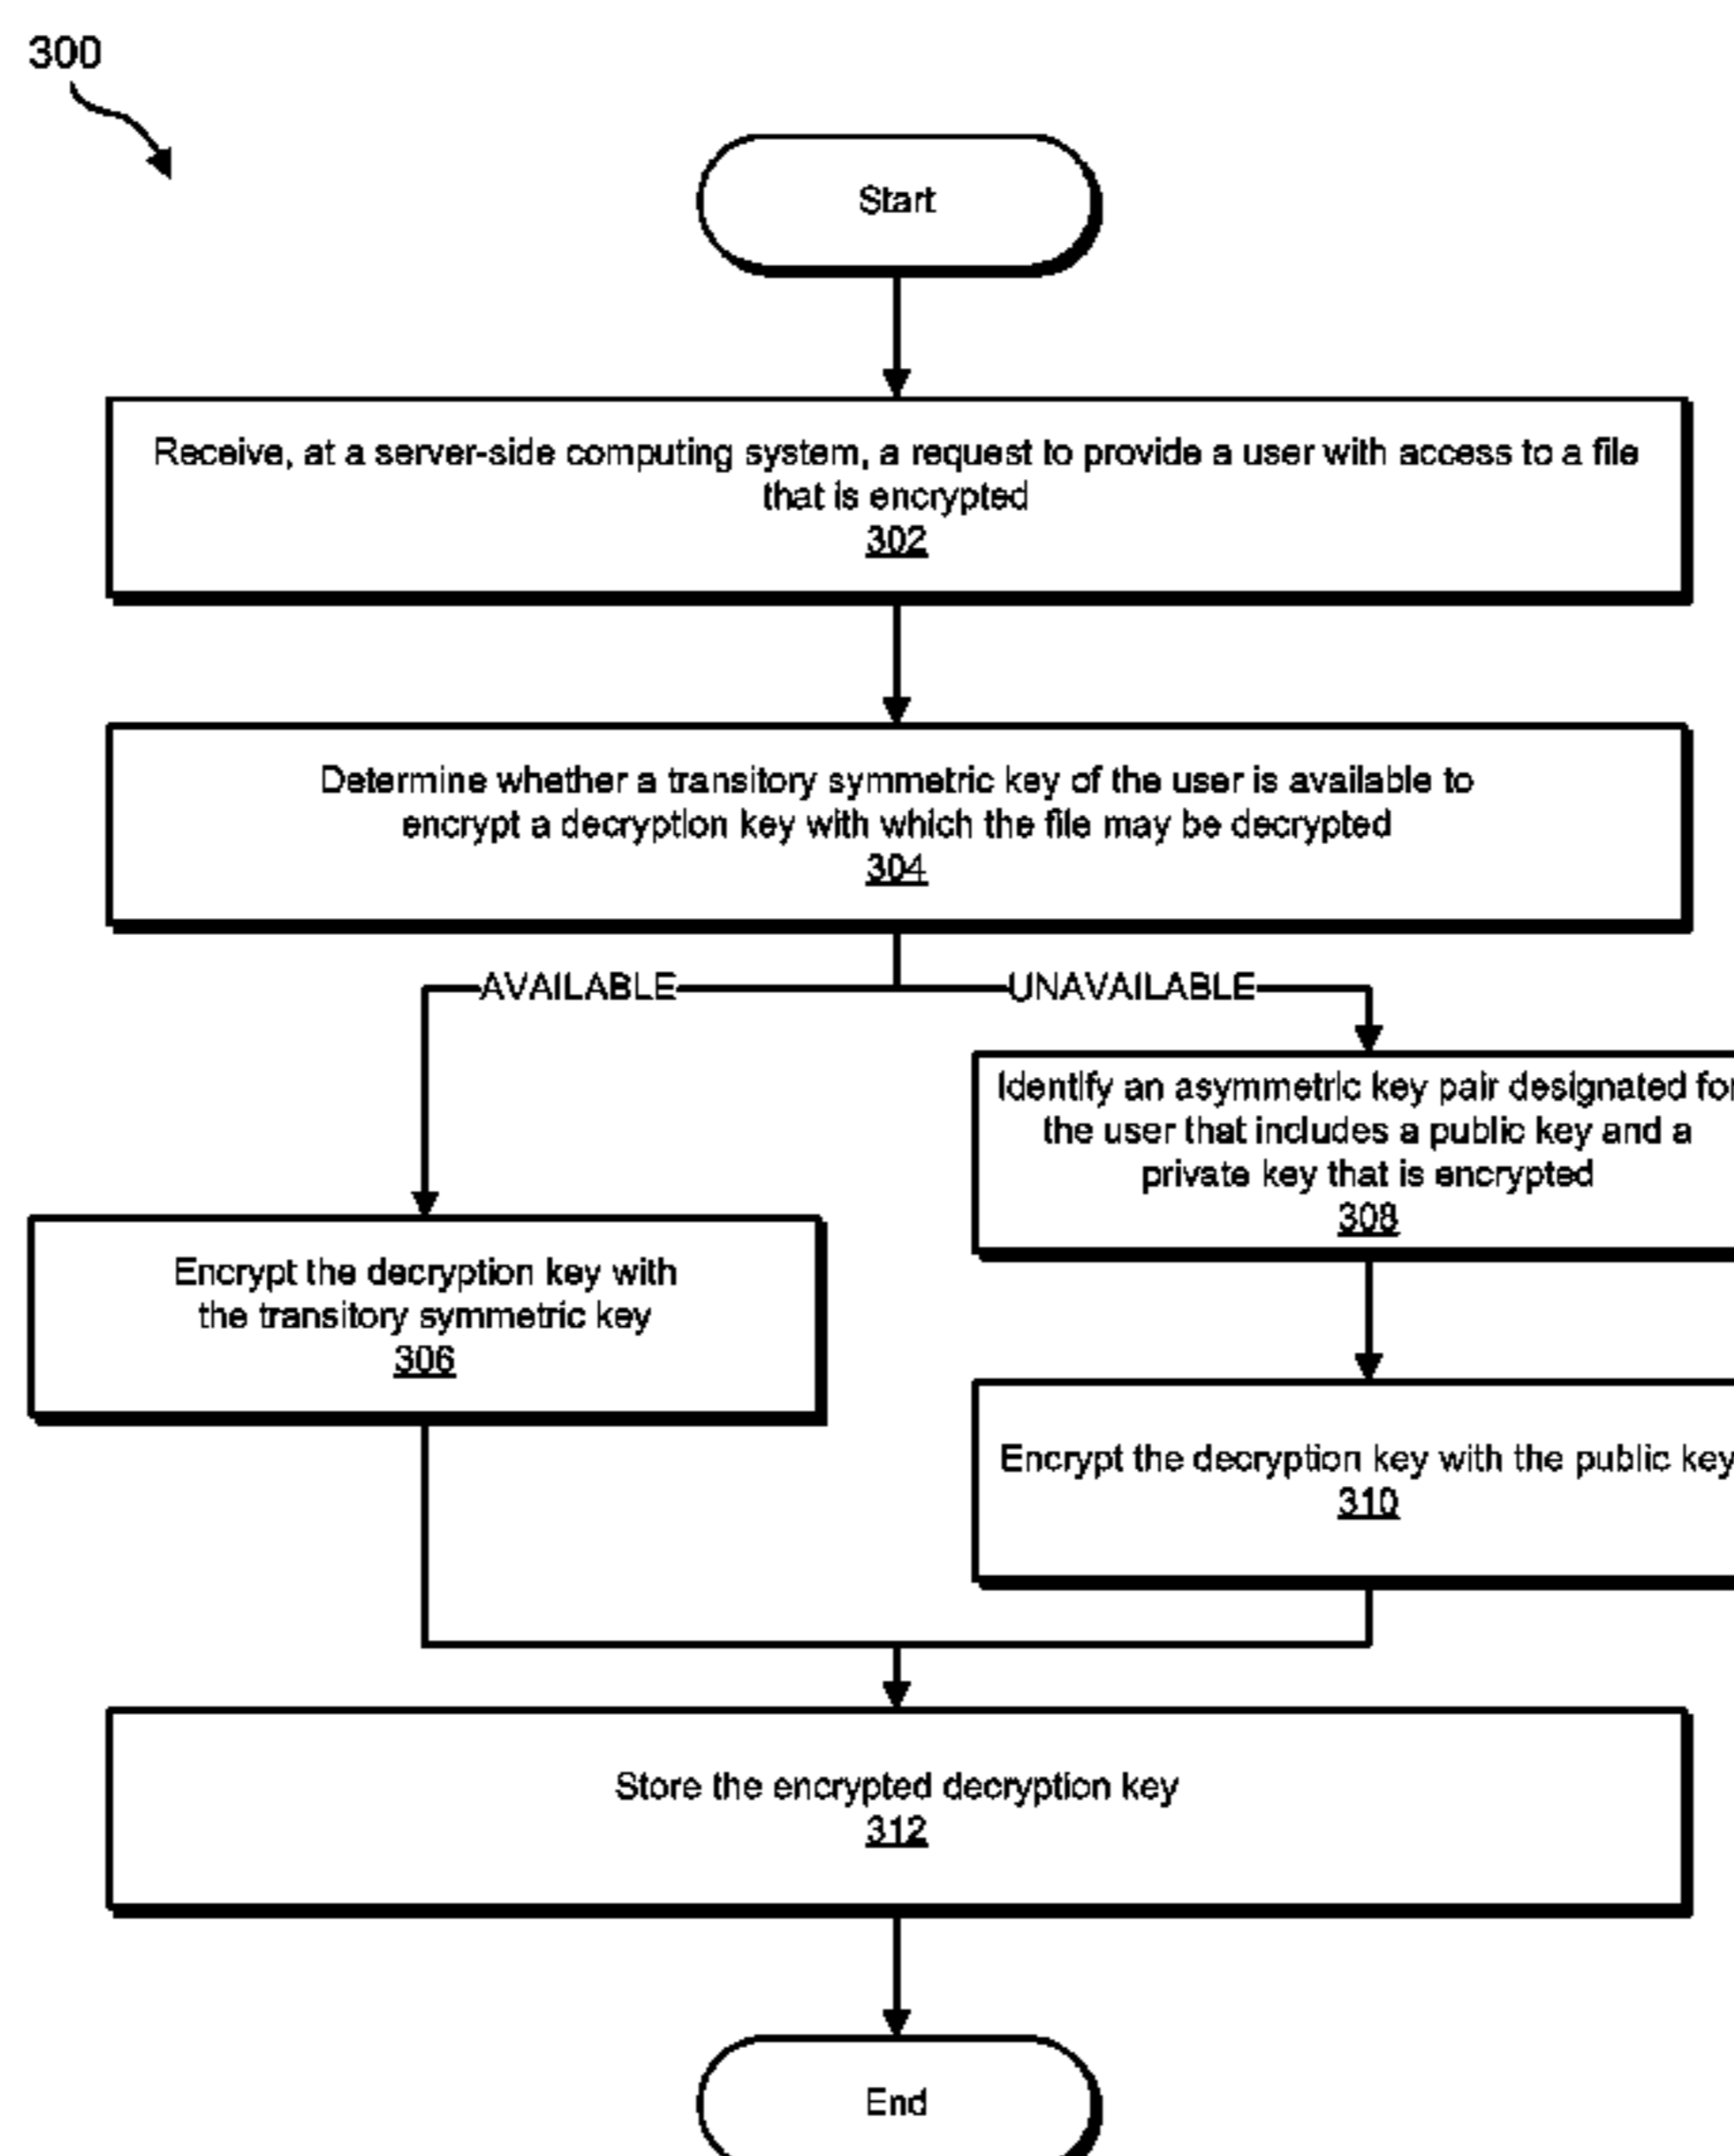 300
Start
Receive, at a server-side computing system, a request to provide a user with access to a file
that is encrypted
302
Determine whether a transitory symmetric key of the user is available to
encrypt a decryption key with which the file may be decrypted
304
AVAILABLE
UNAVAILABLE
Identify an asymmetric key pair designated for
the user that includes a public key and a
private key that is encrypted
308
Encrypt the decryption key with
the transitory symmetric key
306
Encrypt the decryption key with the public key
310
Store the encrypted decryption key
312
End